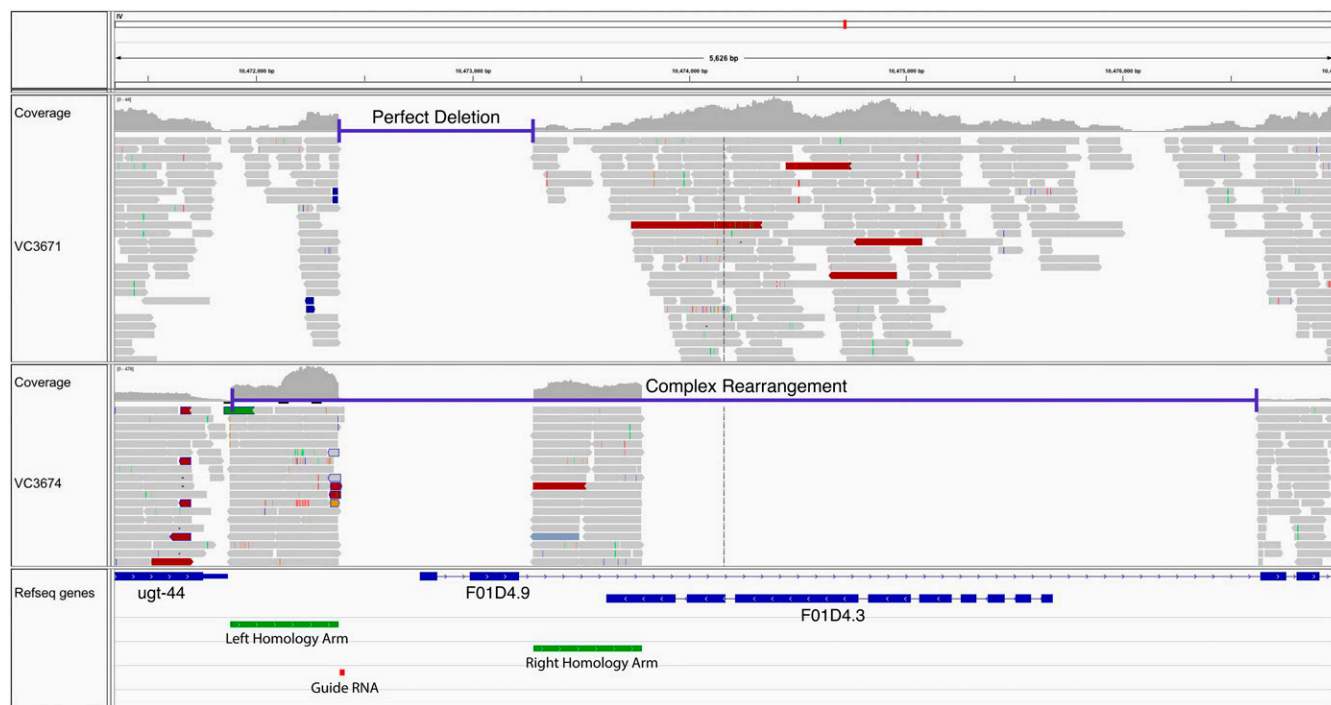 IV
5,626 bp
10,472,000 bp 10,473,000 bp 10,474,000 bp 10,475,000 bp 10,476,000 bp
Coverage
Perfect Deletion
VC3671
Coverage
Complex Rearrangement
VC3674
Refseq genes
ugt-44
F01D4.9
F01D4.3
Left Homology Arm
Right Homology Arm
Guide RNA